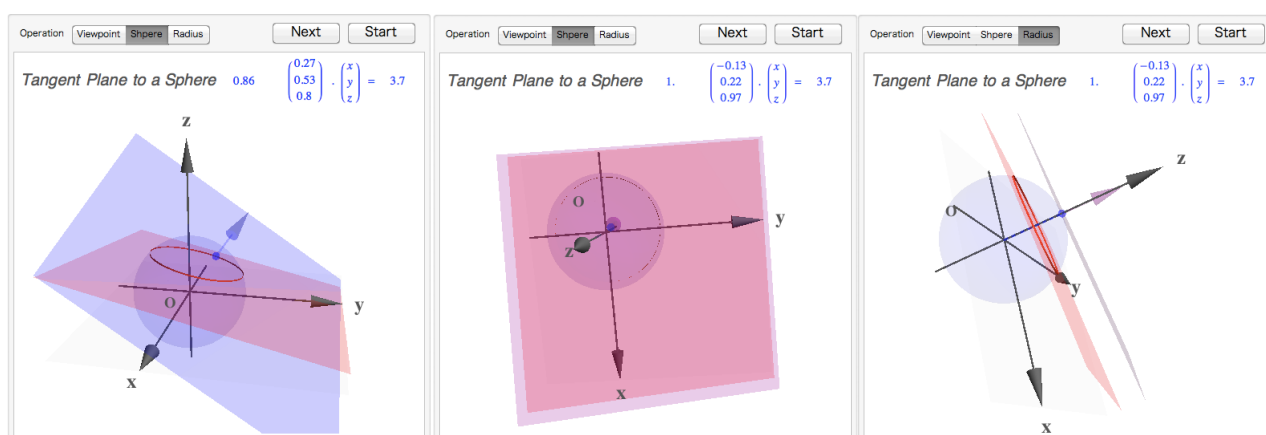 Operation Viewpoint Shpere Radius Next Start
Tangent Plane to a Sphere 0.86 (0.27 0.53 0.8) . (x y z) = 3.7
z
O
y
x
Operation Viewpoint Shpere Radius Next Start
Tangent Plane to a Sphere 1. (-0.13 0.22 0.97) . (x y z) = 3.7
O
y
z
x
Operation Viewpoint Shpere Radius Next Start
Tangent Plane to a Sphere 1. (-0.13 0.22 0.97) . (x y z) = 3.7
z
O
y
x